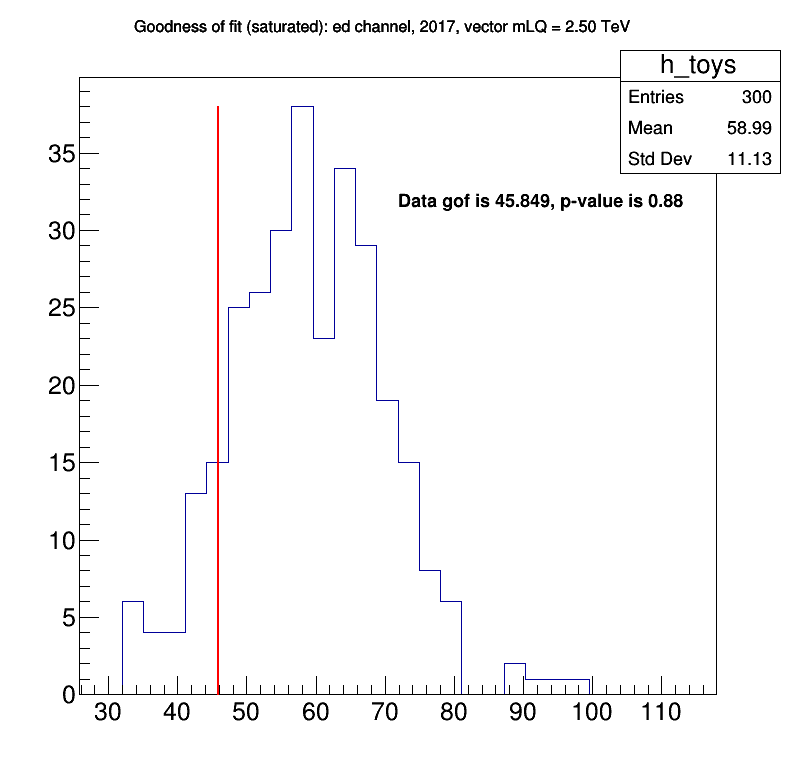 Goodness of fit (saturated): ed channel, 2017, vector mLQ = 2.50 TeV
h_toys
Entries 300
Mean 58.99
Std Dev 11.13
Data gof is 45.849, p-value is 0.88
35
30
25
20
15
10
5
0
30 40 50 60 70 80 90 100 110